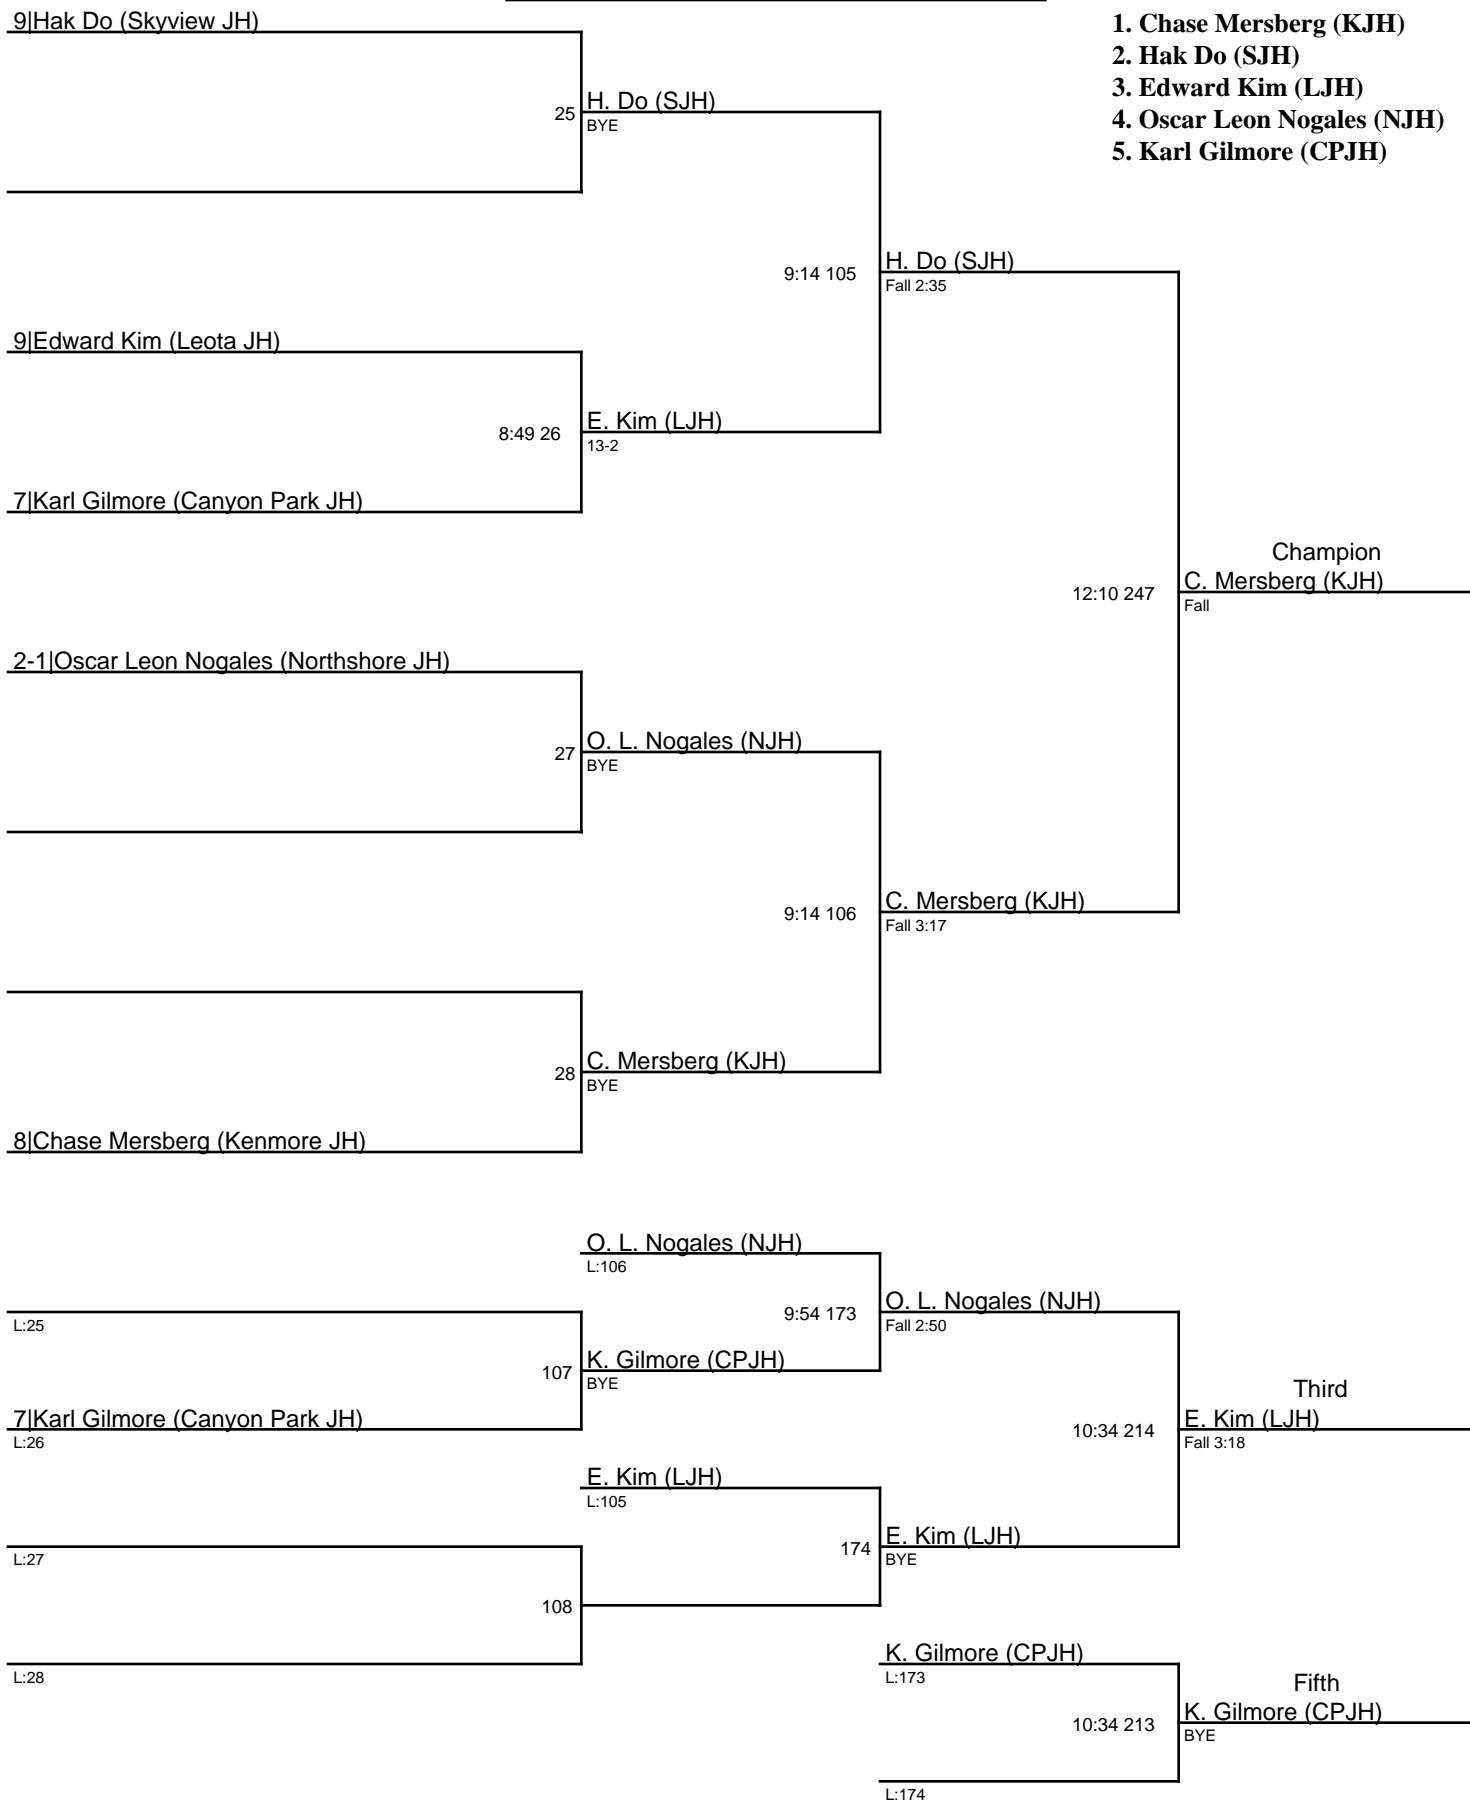 9|Hak Do (Skyview JH)
1. Chase Mersberg (KJH)
2. Hak Do (SJH)
3. Edward Kim (LJH)
4. Oscar Leon Nogales (NJH)
5. Karl Gilmore (CPJH)
25
H. Do (SJH)
BYE
9:14 105
H. Do (SJH)
Fall 2:35
9|Edward Kim (Leota JH)
8:49 26
E. Kim (LJH)
13-2
7|Karl Gilmore (Canyon Park JH)
Champion
12:10 247
C. Mersberg (KJH)
Fall
2-1|Oscar Leon Nogales (Northshore JH)
27
O. L. Nogales (NJH)
BYE
9:14 106
C. Mersberg (KJH)
Fall 3:17
28
C. Mersberg (KJH)
BYE
8|Chase Mersberg (Kenmore JH)
O. L. Nogales (NJH)
L:106
9:54 173
O. L. Nogales (NJH)
Fall 2:50
L:25
107
K. Gilmore (CPJH)
BYE
7|Karl Gilmore (Canyon Park JH)
L:26
Third
10:34 214
E. Kim (LJH)
Fall 3:18
E. Kim (LJH)
L:105
174
E. Kim (LJH)
BYE
L:27
108
L:28
K. Gilmore (CPJH)
L:173
Fifth
10:34 213
K. Gilmore (CPJH)
BYE
L:174